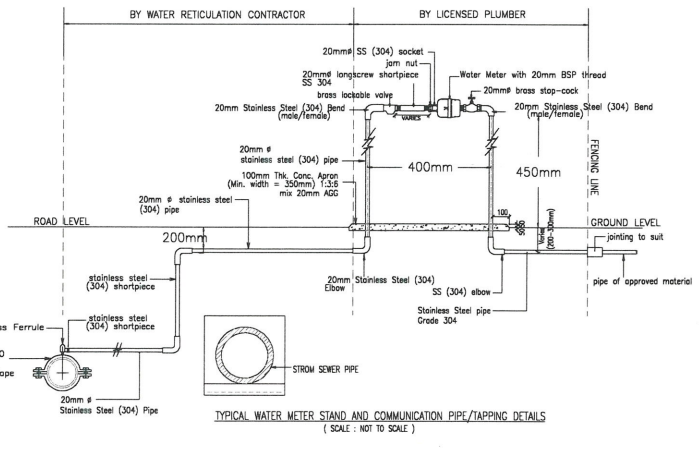 BY WATER RETICULATION CONTRACTOR
BY LICENSED PLUMBER
20mmø SS (304) socket
jam nut
20mmø longscrew shortpiece
SS 304
brass lockable valve
Water Meter with 20mm BSP thread
20mmø brass stop-cock
20mm Stainless Steel (304) Bend
(male/female)
VARIES
20mm Stainless Steel (304) Bend
(male/female)
20mm ø
stainless steel (304) pipe
400mm
450mm
FENCING LINE
100mm Thk. Conc. Apron
(Min. width = 350mm) 1:3:6
mix 20mm AGG
20mm ø stainless steel
(304) pipe
100
ROAD LEVEL
GROUND LEVEL
200mm
5050
Varies
(200-300mm)
jointing to suit
stainless steel
(304) shortpiece
20mm Stainless Steel (304)
Elbow
SS (304) elbow
pipe of approved material
Stainless Steel pipe
Grade 304
stainless steel
(304) shortpiece
ss Ferrule
O
ape
STROM SEWER PIPE
20mm ø
Stainless Steel (304) Pipe
TYPICAL WATER METER STAND AND COMMUNICATION PIPE/TAPPING DETAILS
( SCALE : NOT TO SCALE )